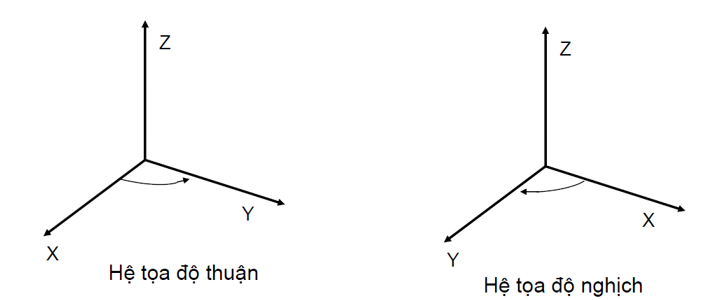 Z
Y
X
Hệ tọa độ thuận
Z
X
Y
Hệ tọa độ nghịch